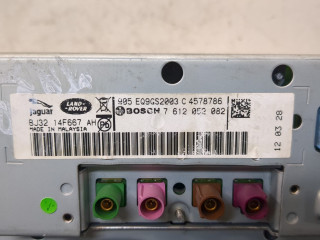 905 EQ9GS2003 C 4578786
JAGUAR
LAND-
ROVER
BOSCH 7 612 053 082
BJ32 14F667 AH
MADE IN MALAYSIA
12 03 28